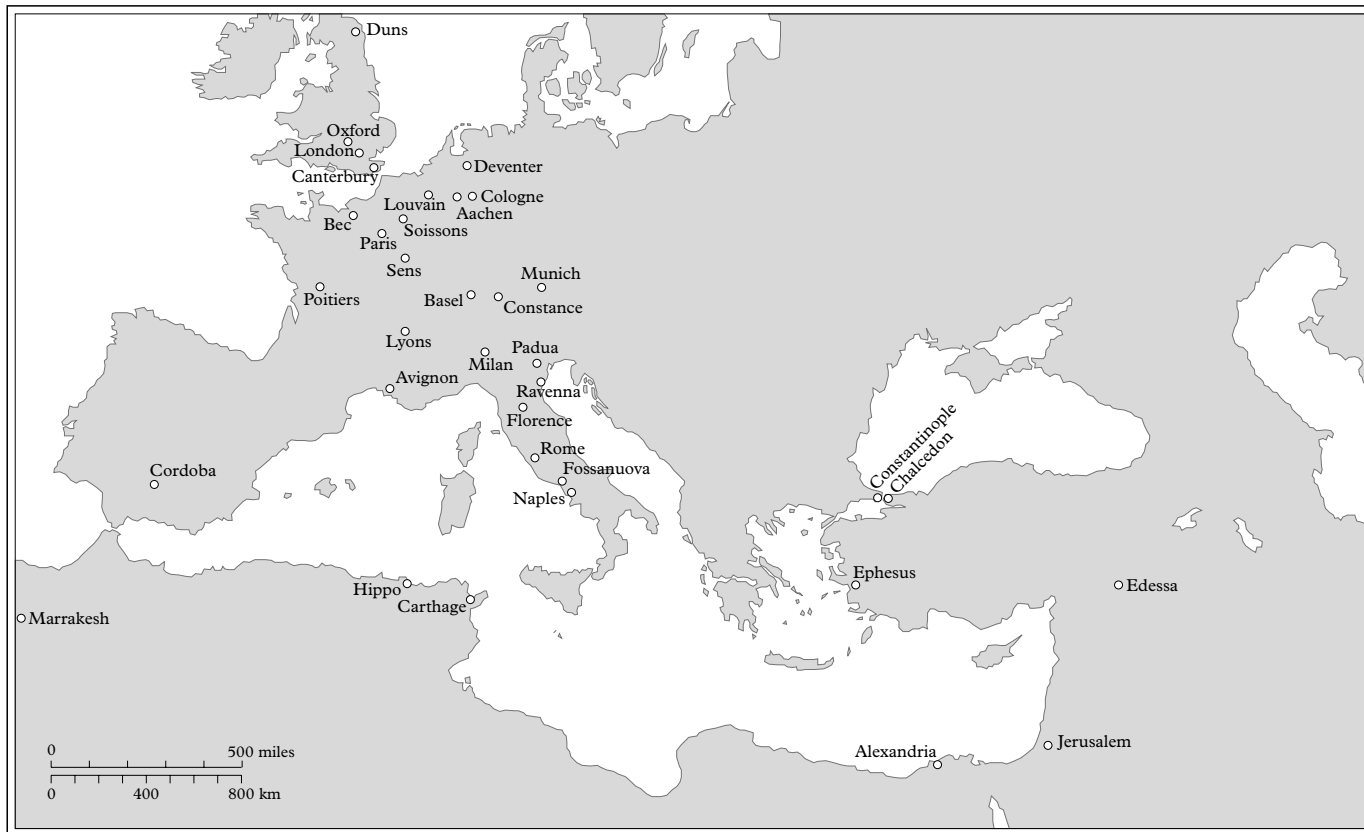 Duns
Oxford
London
Canterbury
Deventer
Louvain
Cologne
Aachen
Bec
Soissons
Paris
Sens
Munich
Poitiers
Basel
Constance
Lyons
Padua
Milan
Avignon
Ravenna
Florence
Constantinople
Chalcedon
Rome
Cordoba
Fossanuova
Naples
Ephesus
Hippo
Edessa
Carthage
Marrakesh
Jerusalem
Alexandria
0 500 miles
0 400 800 km